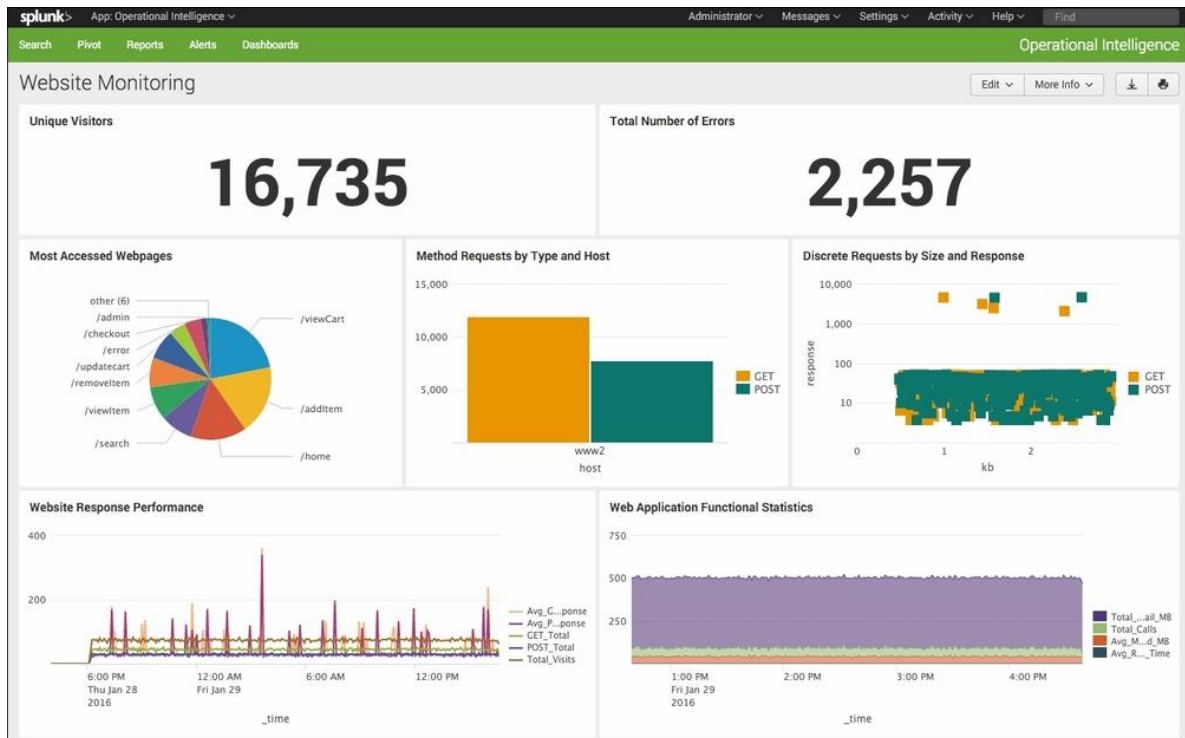 splunk> App: Operational Intelligence Administrator Messages Settings Activity Help Find
Search Pivot Reports Alerts Dashboards Operational Intelligence
Website Monitoring Edit More Info
Unique Visitors
16,735
Total Number of Errors
2,257
Most Accessed Webpages
other (6)
/admin
/checkout
/error
/updatecart
/removeItem
/viewItem
/search
/viewCart
/addItem
/home
Method Requests by Type and Host
15,000
10,000
5,000
www2
host
GET
POST
Discrete Requests by Size and Response
10,000
1,000
100
10
response
0 1 2
kb
GET
POST
Website Response Performance
400
200
6:00 PM 12:00 AM 6:00 AM 12:00 PM
Thu Jan 28 Fri Jan 29
2016
_time
Avg_G...ponse
Avg_P...ponse
GET_Total
POST_Total
Total_Visits
Web Application Functional Statistics
750
500
250
1:00 PM 2:00 PM 3:00 PM 4:00 PM
Fri Jan 29
2016
_time
Total_...ail_MB
Total_Calls
Avg_M...d_MB
Avg_R..._Time